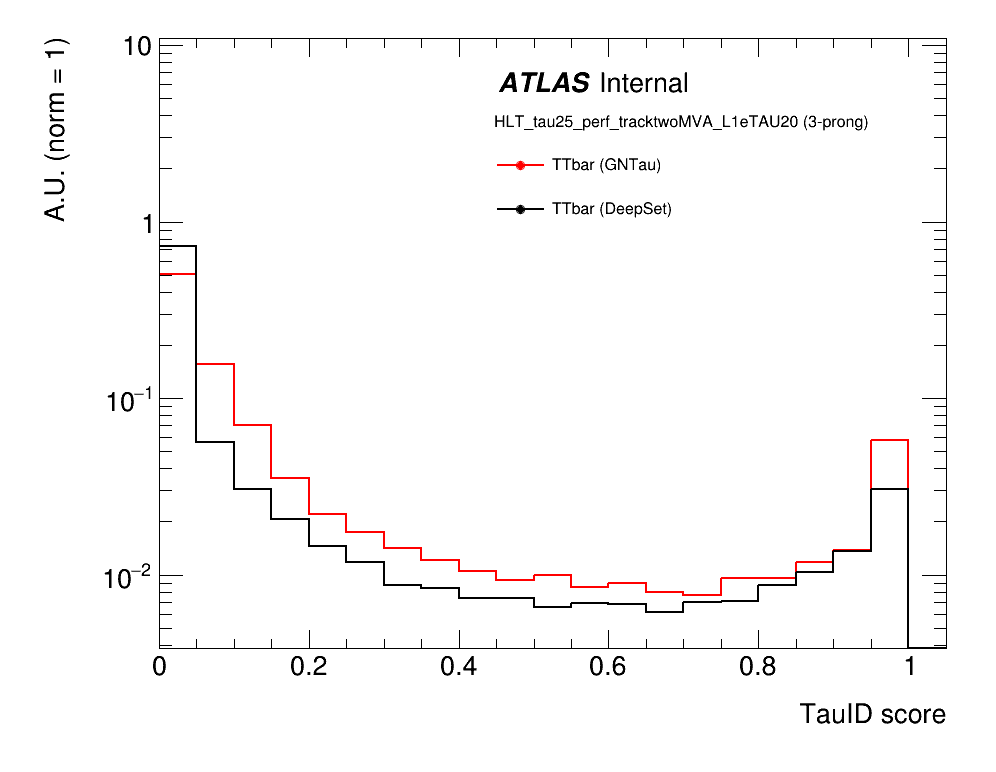 A.U. (norm = 1)
10
1
10⁻¹
10⁻²
ATLAS Internal
HLT_tau25_perf_tracktwoMVA_L1eTAU20 (3-prong)
TTbar (GNTau)
TTbar (DeepSet)
0 0.2 0.4 0.6 0.8 1
TauID score